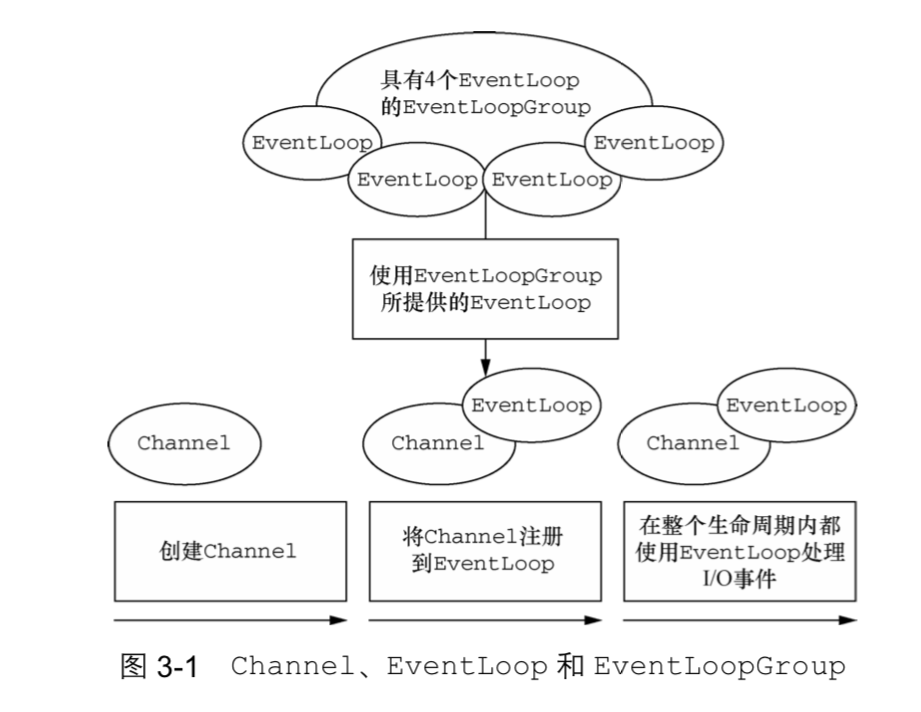 具有4个EventLoop
的EventLoopGroup
EventLoop
EventLoop
EventLoop
EventLoop
使用EventLoopGroup
所提供的EventLoop
Channel
Channel
EventLoop
Channel
EventLoop
创建Channel
将Channel注册
到EventLoop
在整个生命周期内都
使用EventLoop处理
I/O事件
图 3-1 Channel、EventLoop 和 EventLoopGroup